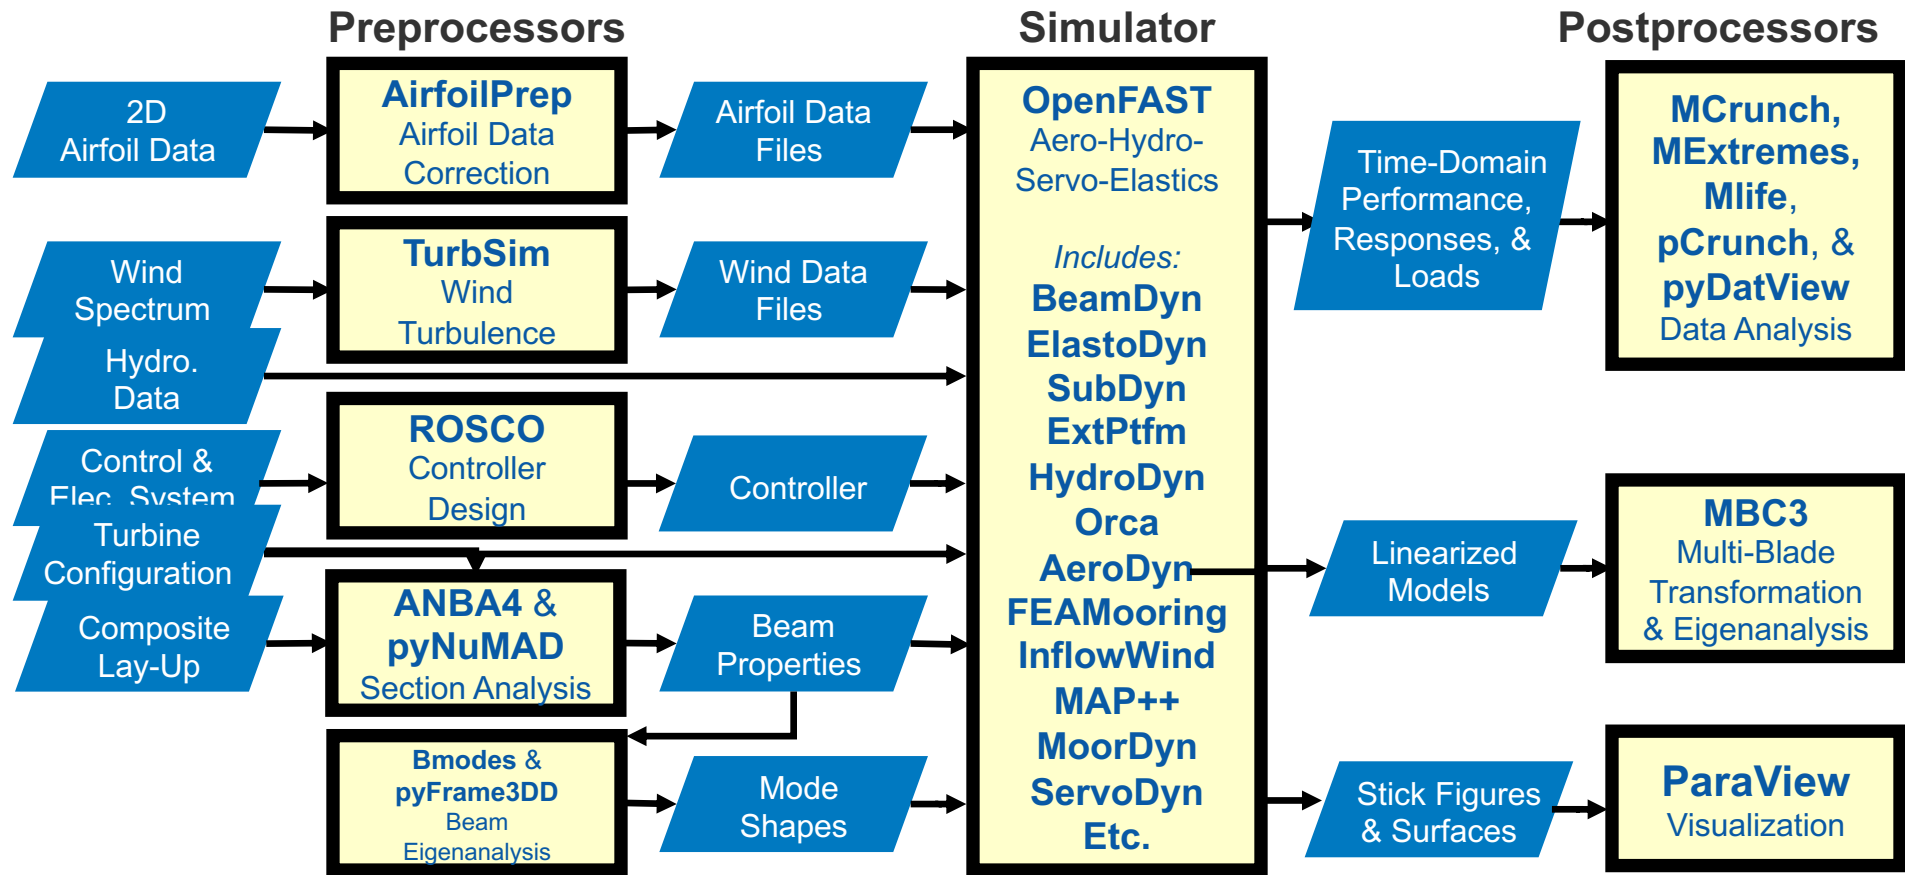 Preprocessors
Simulator
Postprocessors
2D
Airfoil Data
AirfoilPrep
Airfoil Data
Correction
Airfoil Data
Files
Wind
Spectrum
TurbSim
Wind
Turbulence
Wind Data
Files
Hydro.
Data
Control &
Elec. System
ROSCO
Controller
Design
Controller
Turbine
Configuration
Composite
Lay-Up
ANBA4 &
pyNuMAD
Section Analysis
Beam
Properties
Bmodes &
pyFrame3DD
Beam
Eigenanalysis
Mode
Shapes
OpenFAST
Aero-Hydro-
Servo-Elastics
Includes:
BeamDyn
ElastoDyn
SubDyn
ExtPtfm
HydroDyn
Orca
AeroDyn
FEAMooring
InflowWind
MAP++
MoorDyn
ServoDyn
Etc.
Time-Domain
Performance,
Responses, &
Loads
MCrunch,
MExtremes,
Mlife,
pCrunch, &
pyDatView
Data Analysis
Linearized
Models
MBC3
Multi-Blade
Transformation
& Eigenanalysis
Stick Figures
& Surfaces
ParaView
Visualization